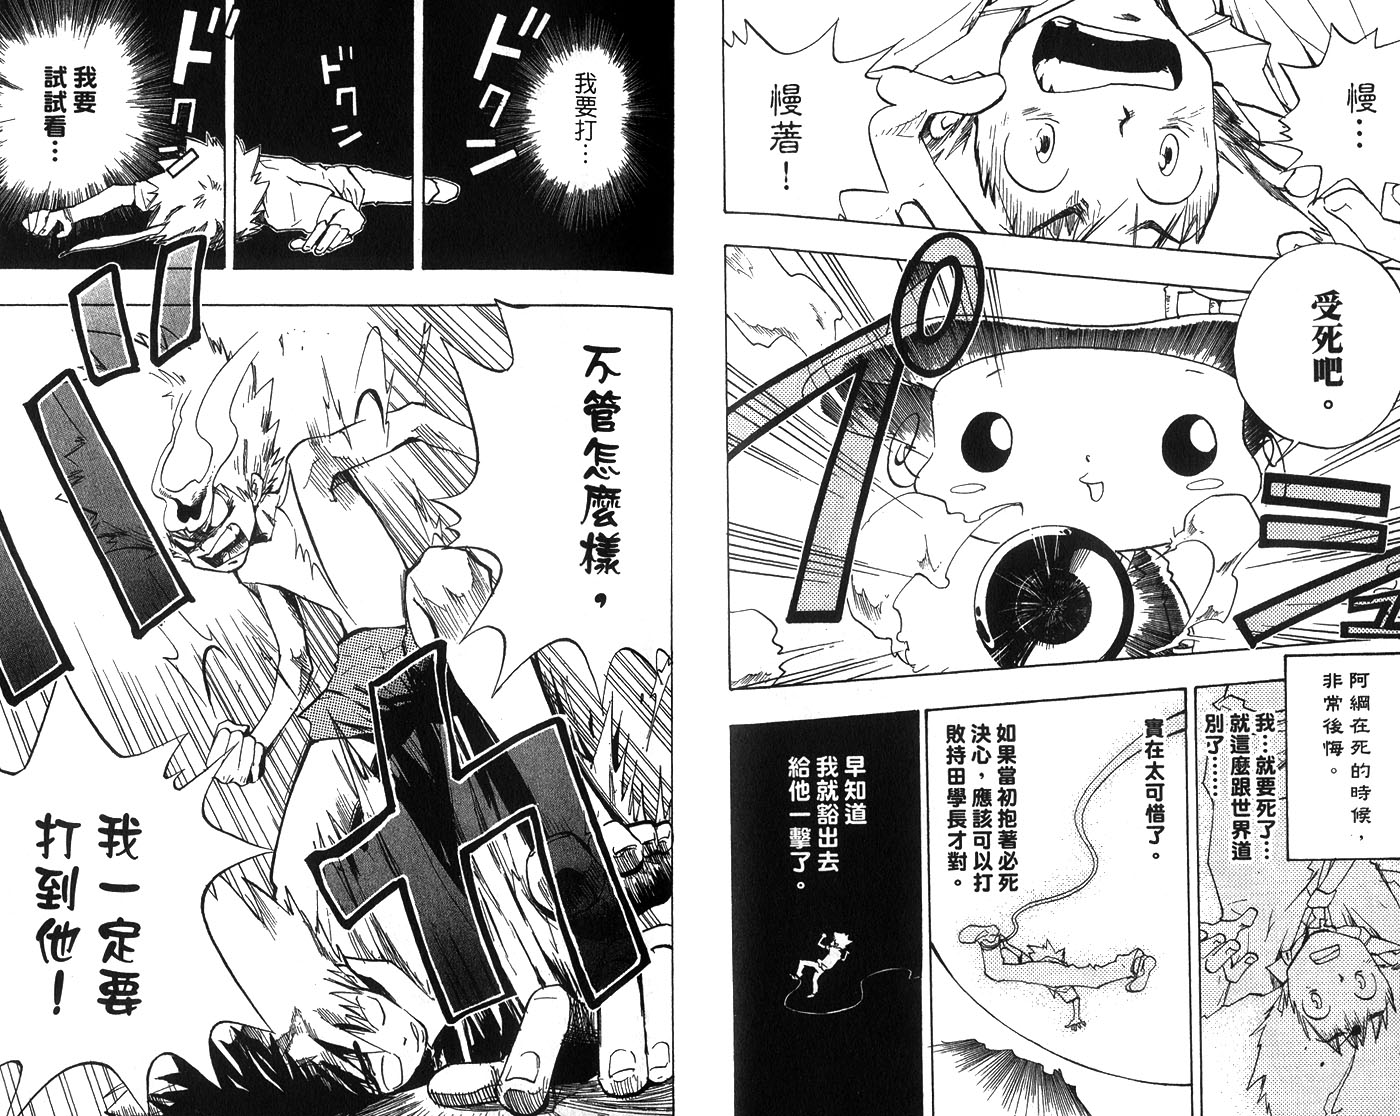 慢…
慢著！
受死吧。
パン
阿綱在死的時候，
非常後悔。
我…就要死了…
就這麼跟世界道
別了……
實在太可惜了。
如果當初抱著必死
決心，應該可以打
敗持田學長才對。
早知道
我就豁出去
給他一擊了。
我要打…
ドクン
ドクン
ドクン
我要
試試看…
不管怎麼樣，
我一定要
打到他！